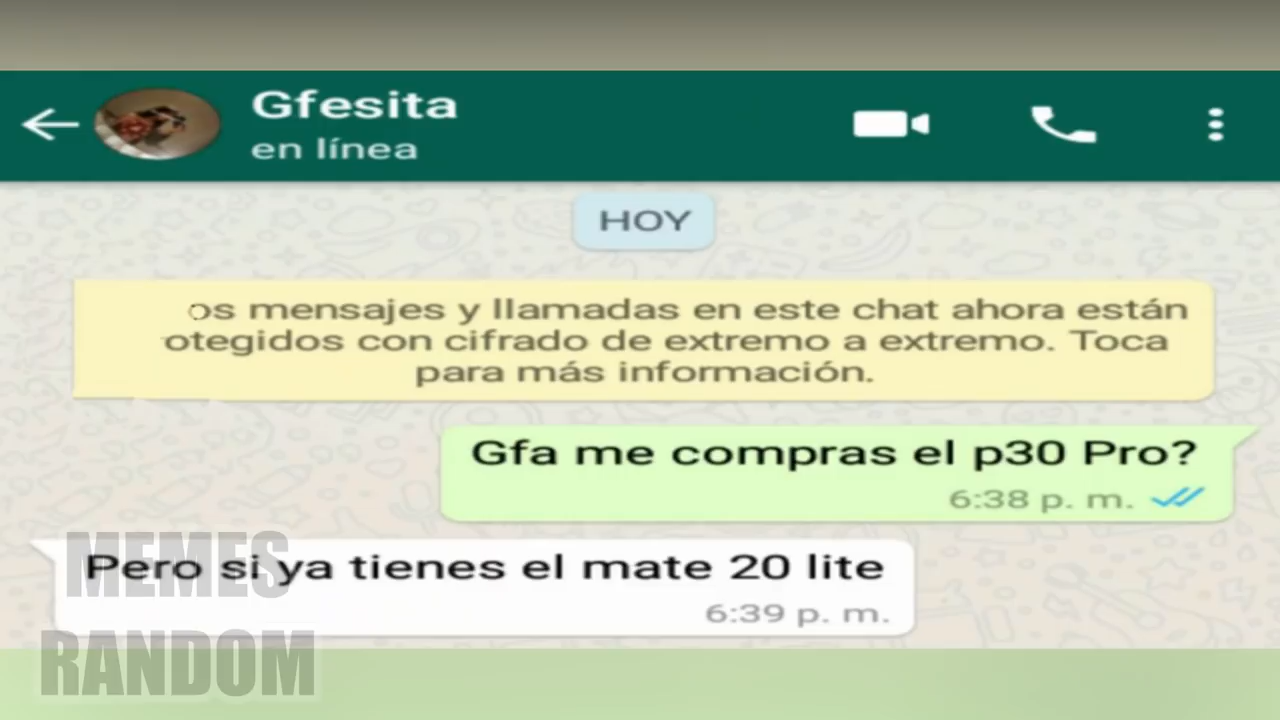 Gfesita
en línea
HOY
os mensajes y llamadas en este chat ahora están
otegidos con cifrado de extremo a extremo. Toca
para más información.
Gfa me compras el p30 Pro?
6:38 p. m.
Pero si ya tienes el mate 20 lite
6:39 p. m.
MEMES
RANDOM